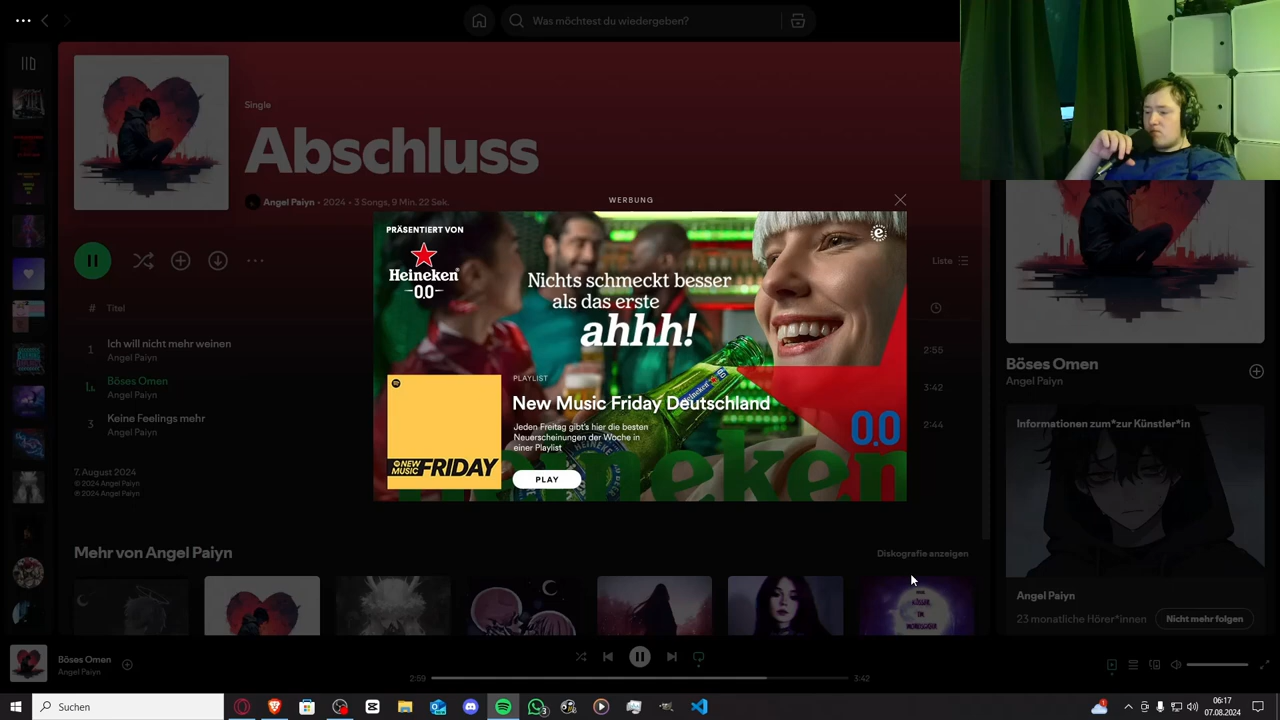 Was möchtest du wiedergeben?
Single
Abschluss
Angel Paiyn • 2024 • 3 Songs, 9 Min. 22 Sek.
Liste
# Titel
1 Ich will nicht mehr weinen 2:55
Angel Paiyn
Böses Omen 3:42
Angel Paiyn
3 Keine Feelings mehr 2:44
Angel Paiyn
7. August 2024
© 2024 Angel Paiyn
℗ 2024 Angel Paiyn
Mehr von Angel Paiyn
Diskografie anzeigen
WERBUNG
PRÄSENTIERT VON
Heineken
0.0
Nichts schmeckt besser
als das erste
ahhh!
PLAYLIST
New Music Friday Deutschland
Jeden Freitag gibt's hier die besten
Neuerscheinungen der Woche in
einer Playlist
PLAY
NEW
MUSIC FRIDAY
0.0
Heineken
Böses Omen
Angel Paiyn
Informationen zum*zur Künstler*in
Angel Paiyn
23 monatliche Hörer*innen
Nicht mehr folgen
Böses Omen
Angel Paiyn
2:59
3:42
Suchen
3
06:17
07.08.2024